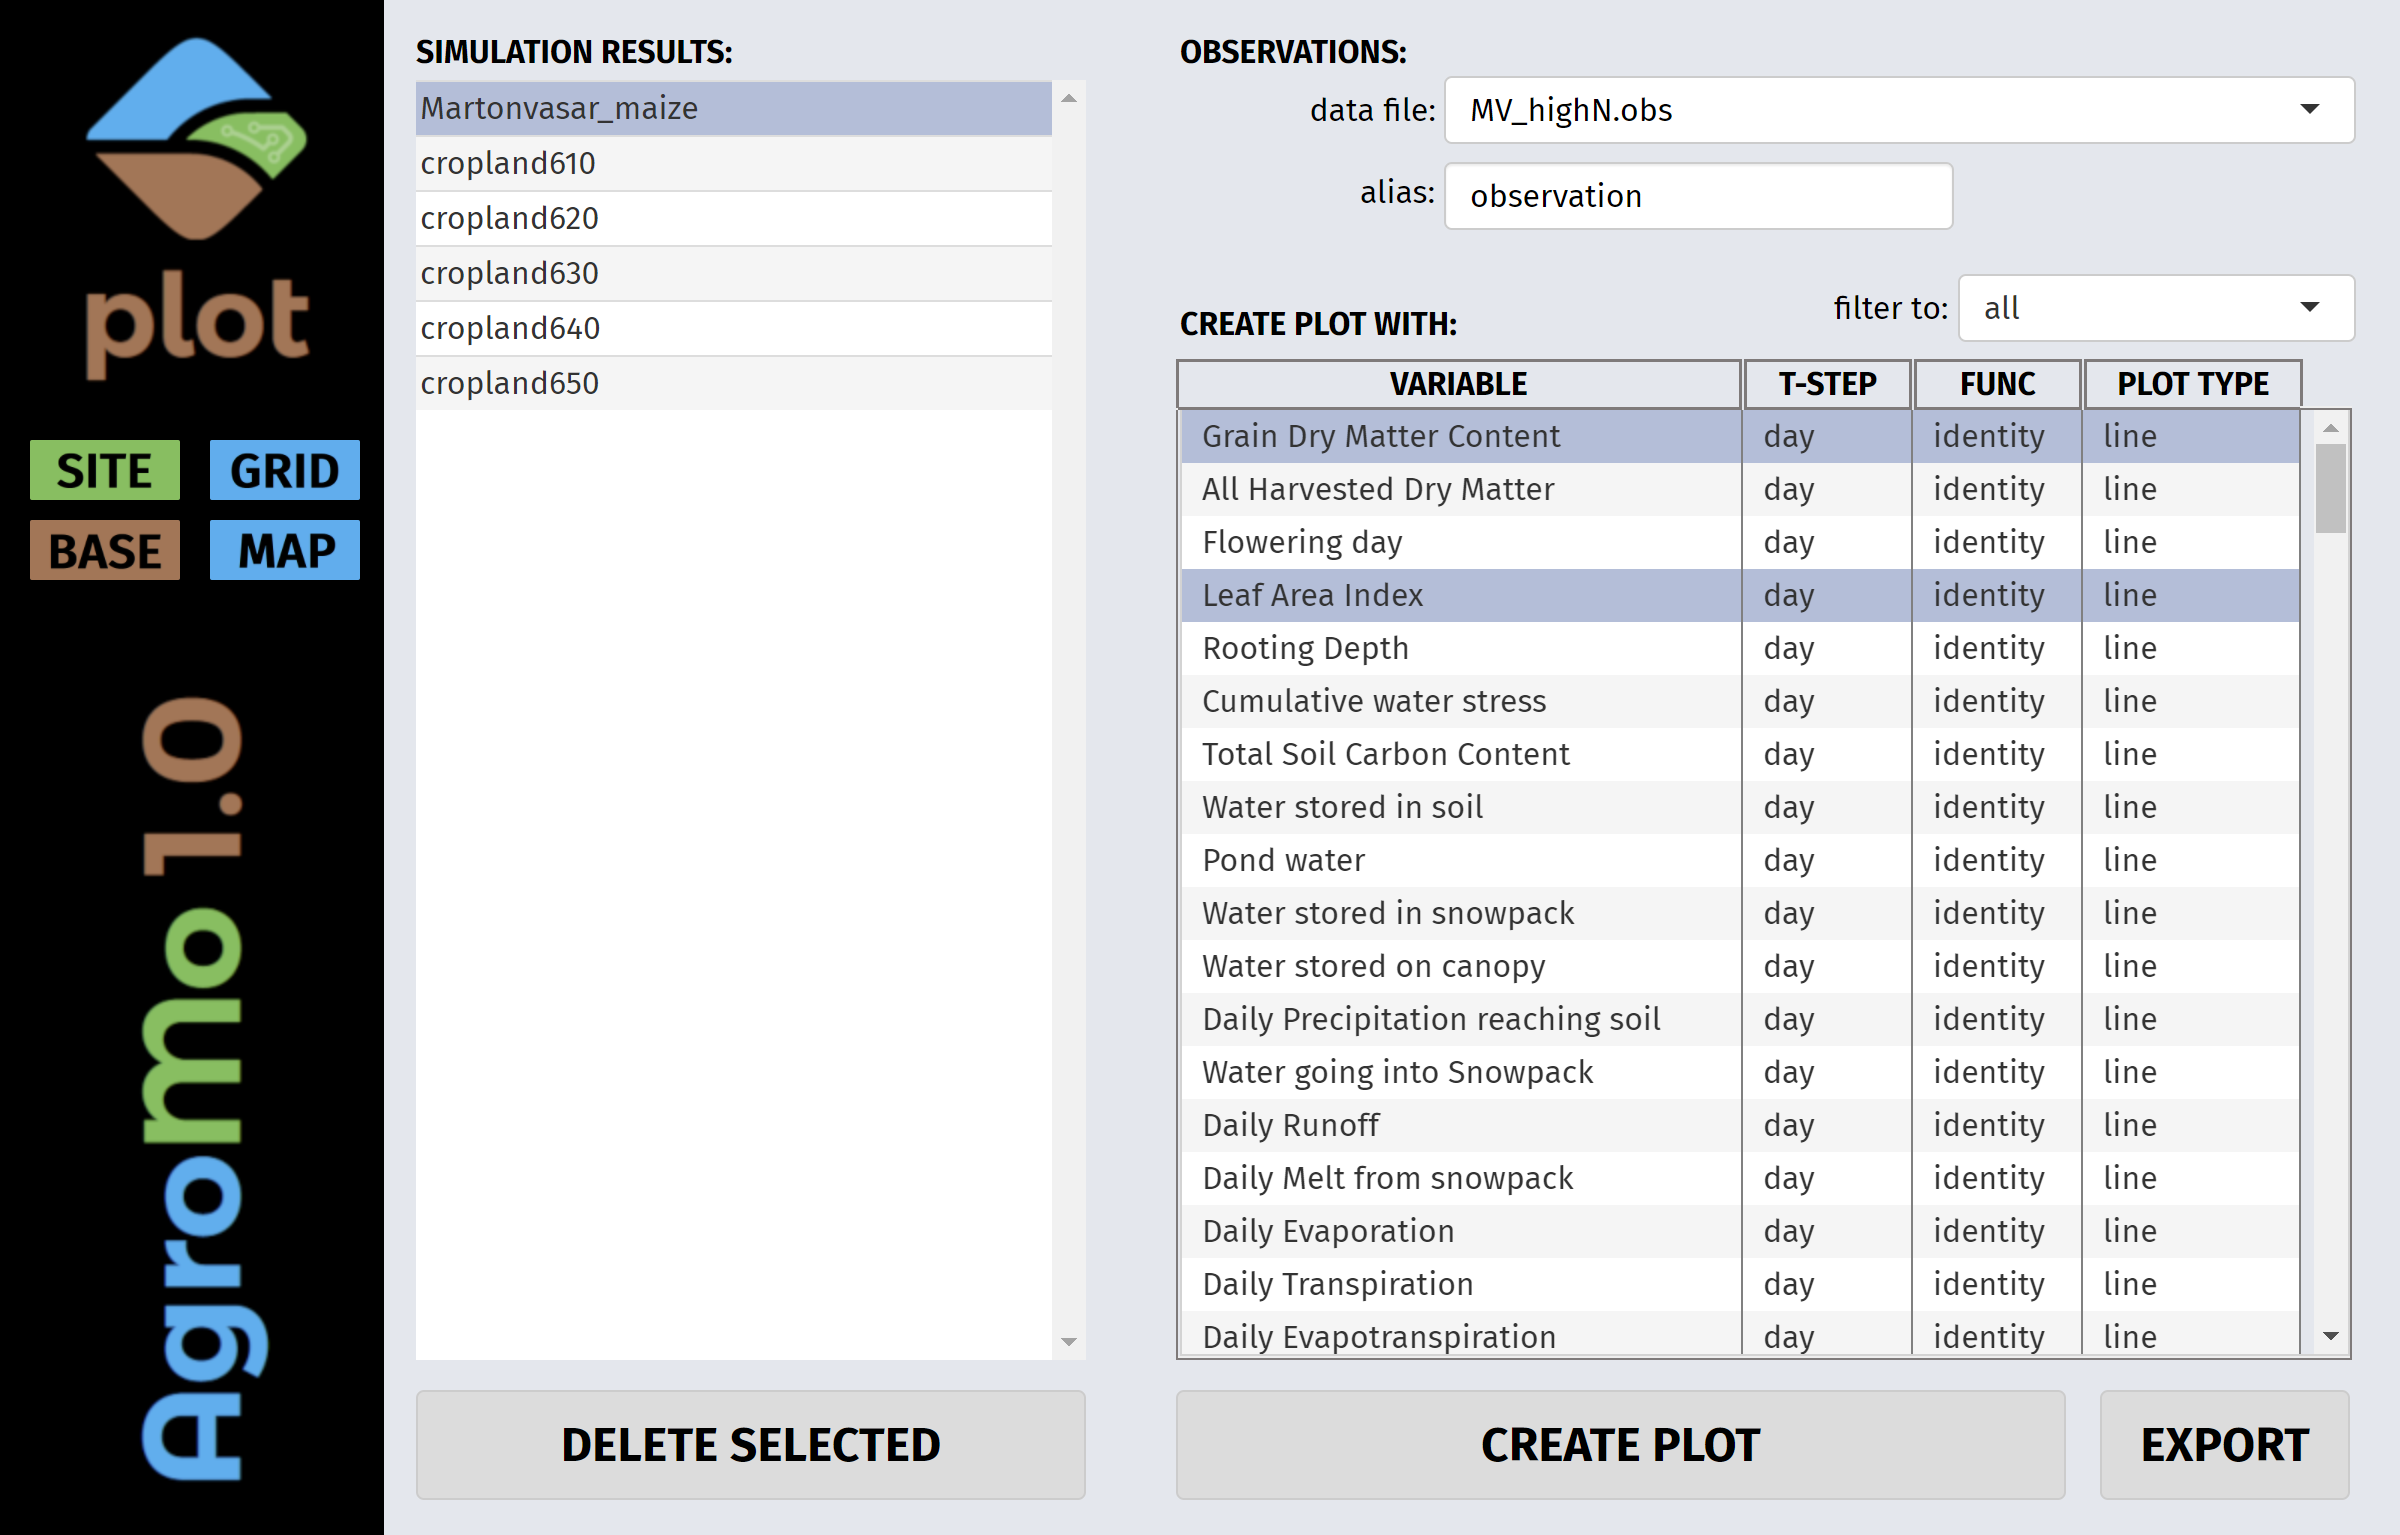 plot
SITE GRID
BASE MAP
AgroMo 1.0
SIMULATION RESULTS:
Martonvasar_maize
cropland610
cropland620
cropland630
cropland640
cropland650
DELETE SELECTED
OBSERVATIONS:
data file: MV_highN.obs
alias: observation
filter to: all
CREATE PLOT WITH:
VARIABLE T-STEP FUNC PLOT TYPE
Grain Dry Matter Content day identity line
All Harvested Dry Matter day identity line
Flowering day day identity line
Leaf Area Index day identity line
Rooting Depth day identity line
Cumulative water stress day identity line
Total Soil Carbon Content day identity line
Water stored in soil day identity line
Pond water day identity line
Water stored in snowpack day identity line
Water stored on canopy day identity line
Daily Precipitation reaching soil day identity line
Water going into Snowpack day identity line
Daily Runoff day identity line
Daily Melt from snowpack day identity line
Daily Evaporation day identity line
Daily Transpiration day identity line
Daily Evapotranspiration day identity line
CREATE PLOT EXPORT